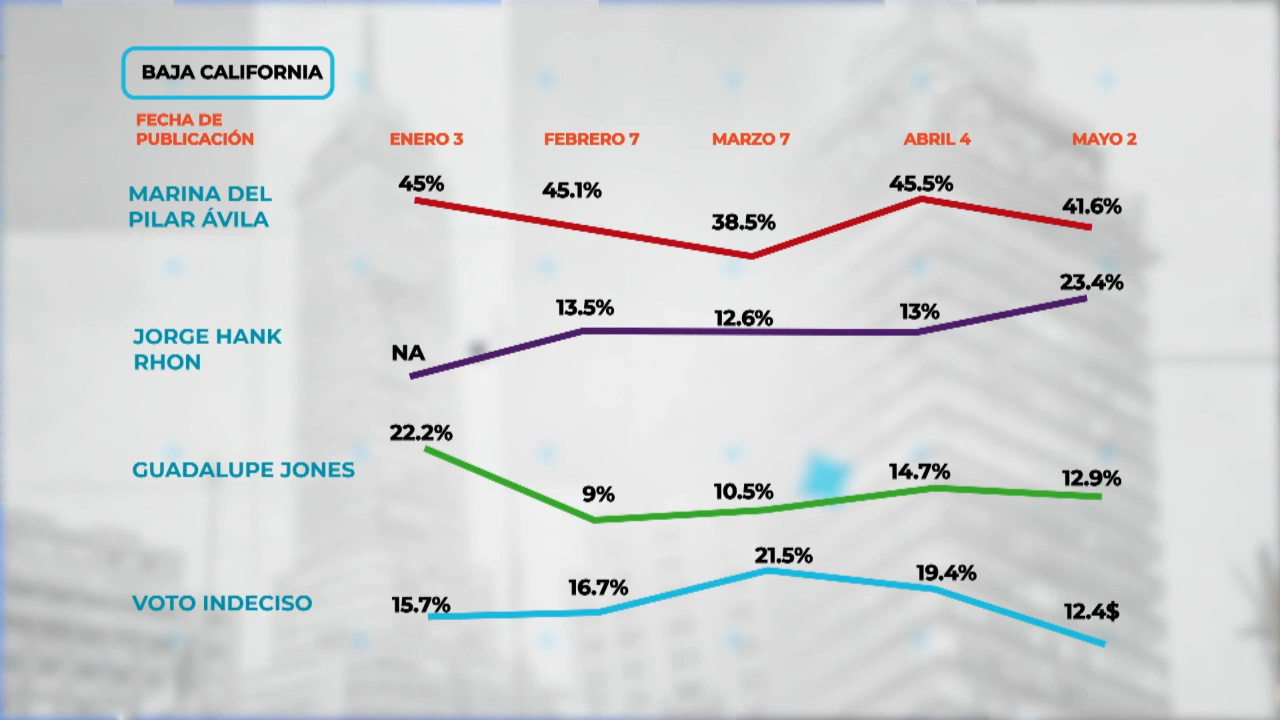 BAJA CALIFORNIA
FECHA DE
PUBLICACIÓN
ENERO 3 FEBRERO 7 MARZO 7 ABRIL 4 MAYO 2
MARINA DEL
PILAR ÁVILA
45% 45.1% 38.5% 45.5% 41.6%
JORGE HANK
RHON
NA 13.5% 12.6% 13% 23.4%
GUADALUPE JONES
22.2% 9% 10.5% 14.7% 12.9%
VOTO INDECISO
15.7% 16.7% 21.5% 19.4% 12.4$